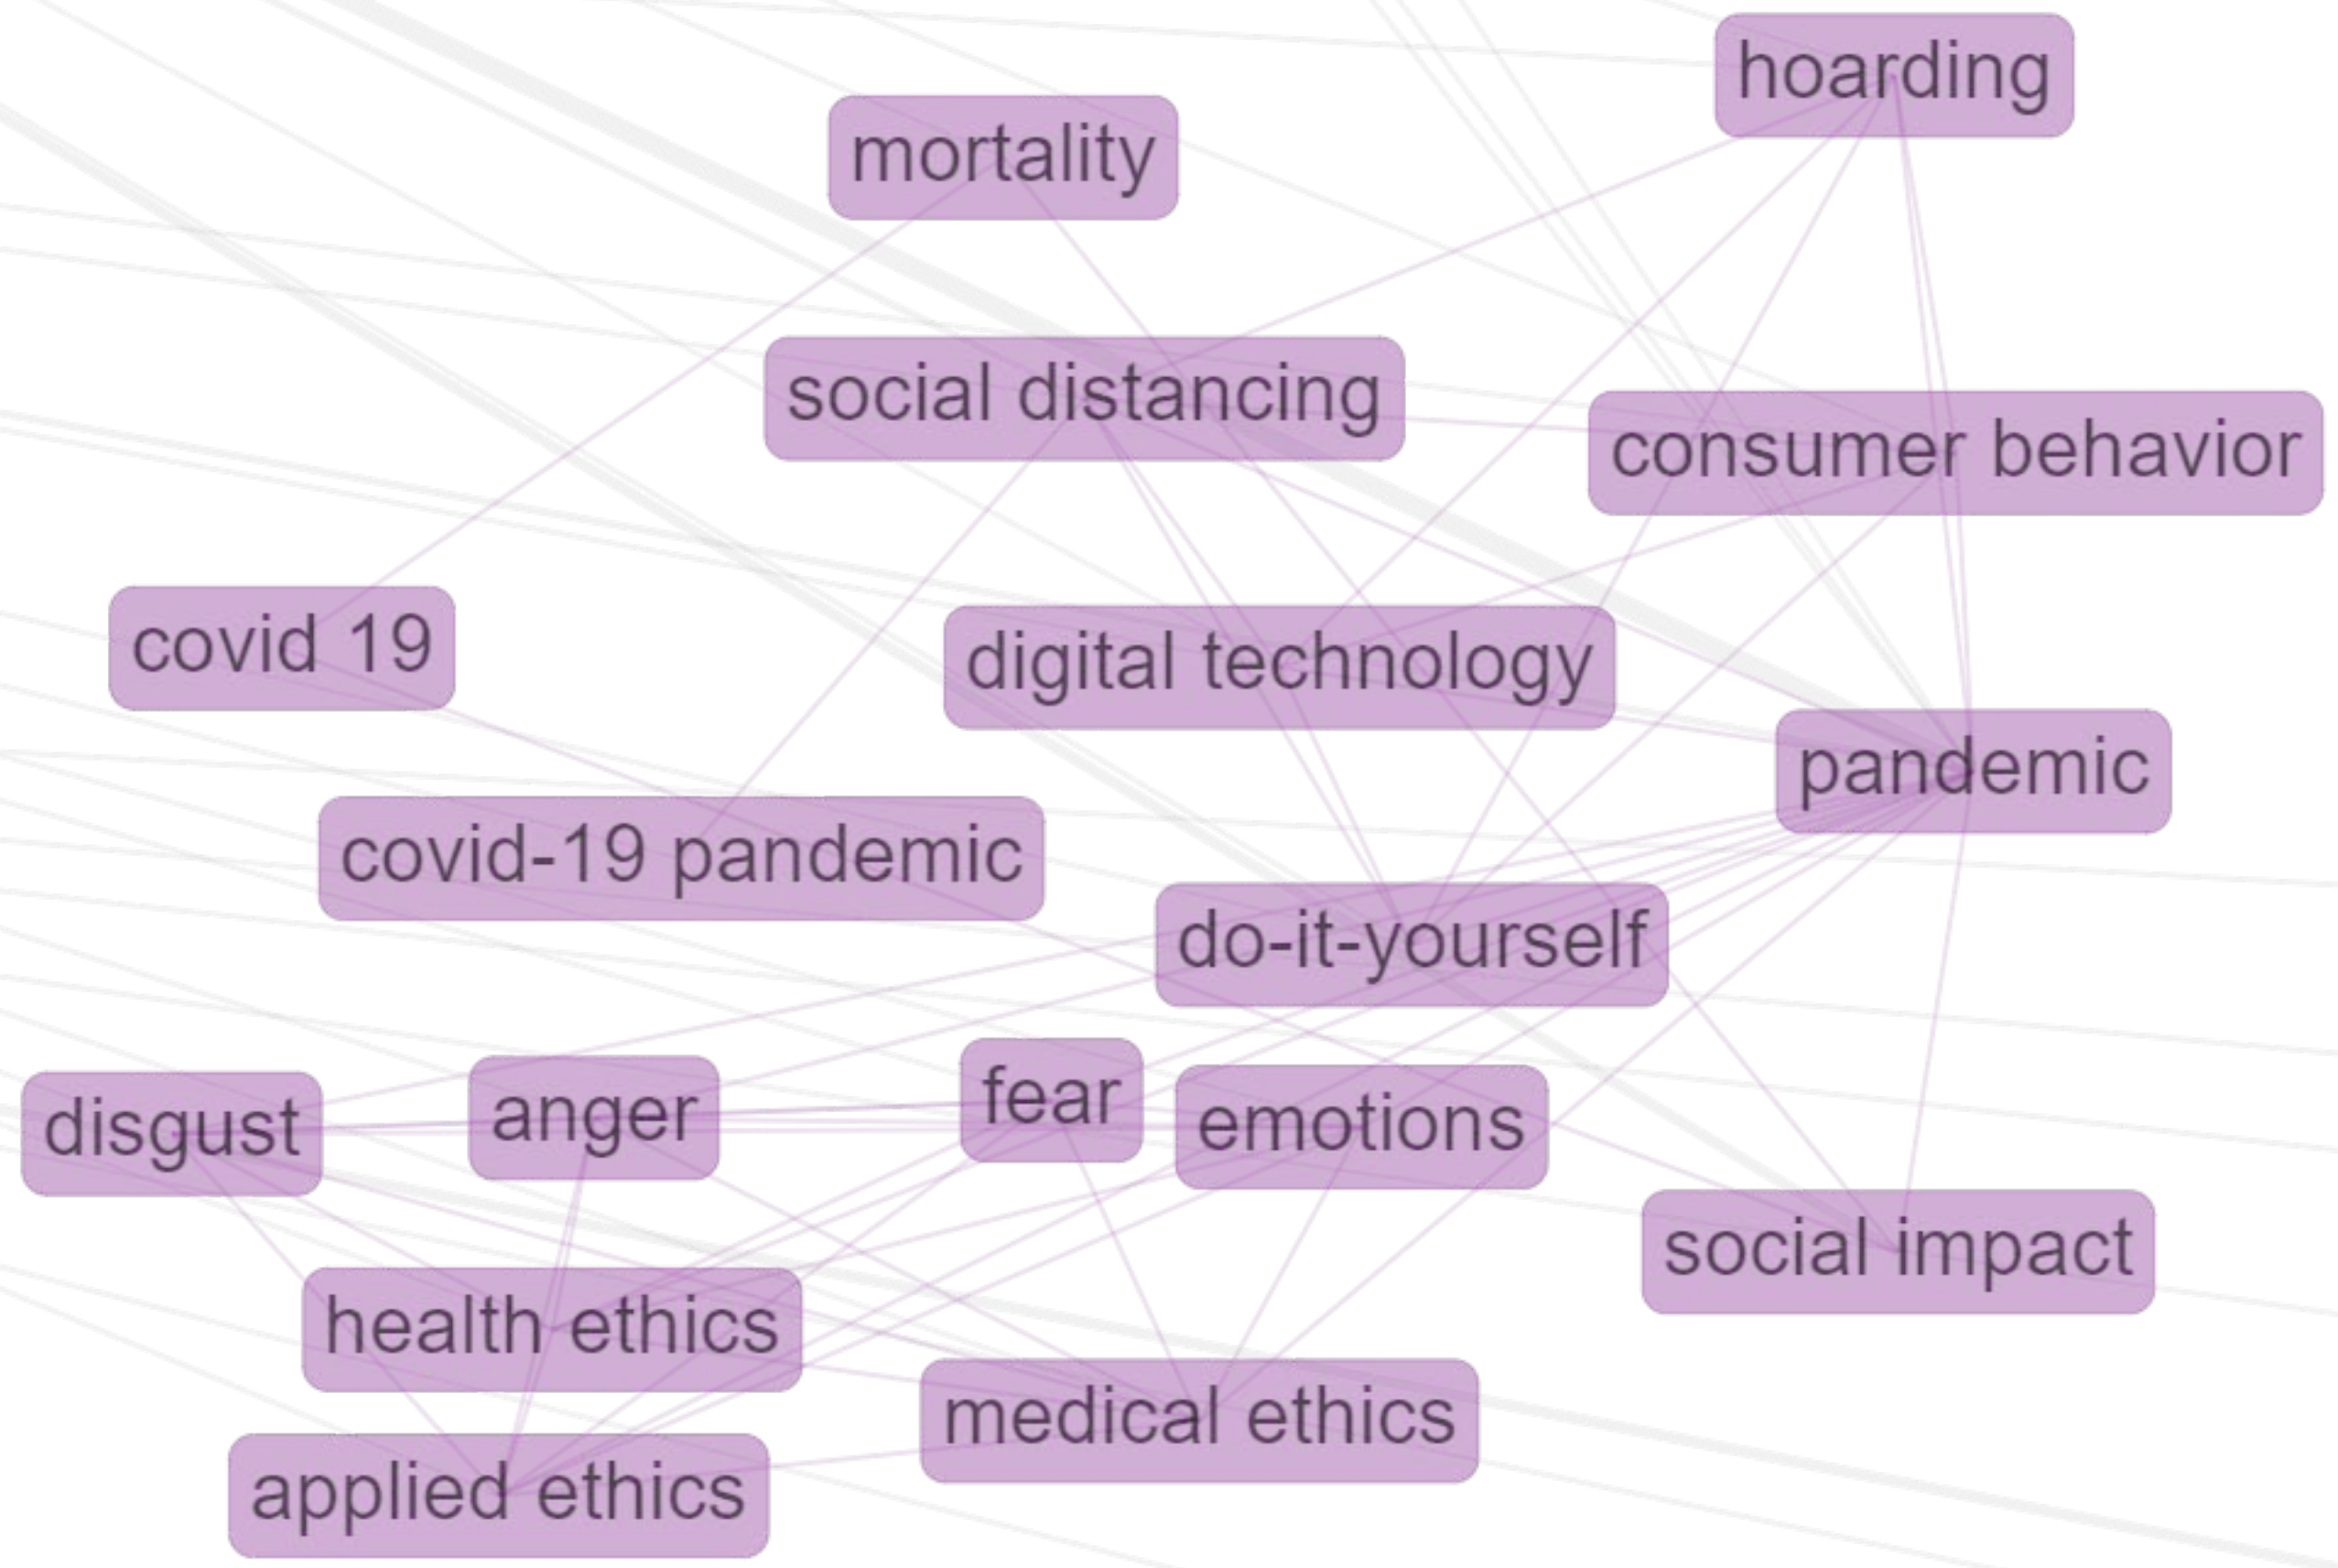 hoarding
mortality
social distancing
consumer behavior
covid 19
digital technology
pandemic
covid-19 pandemic
do-it-yourself
disgust
anger
fear
emotions
social impact
health ethics
medical ethics
applied ethics